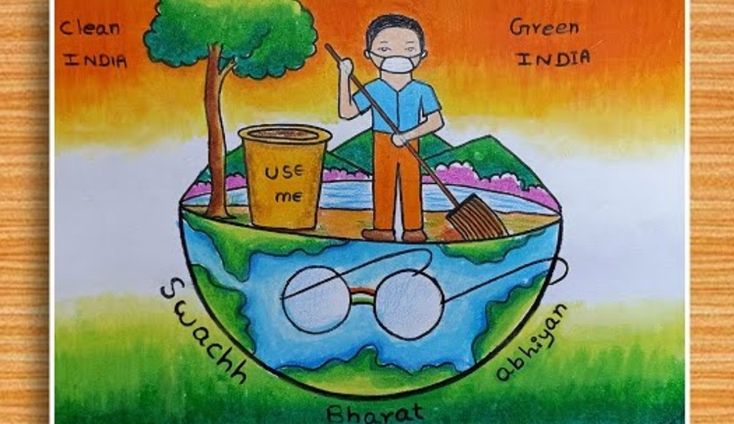 Clean
INDIA
Green
INDIA
USE
me
Swachh
Bharat
abhiyan